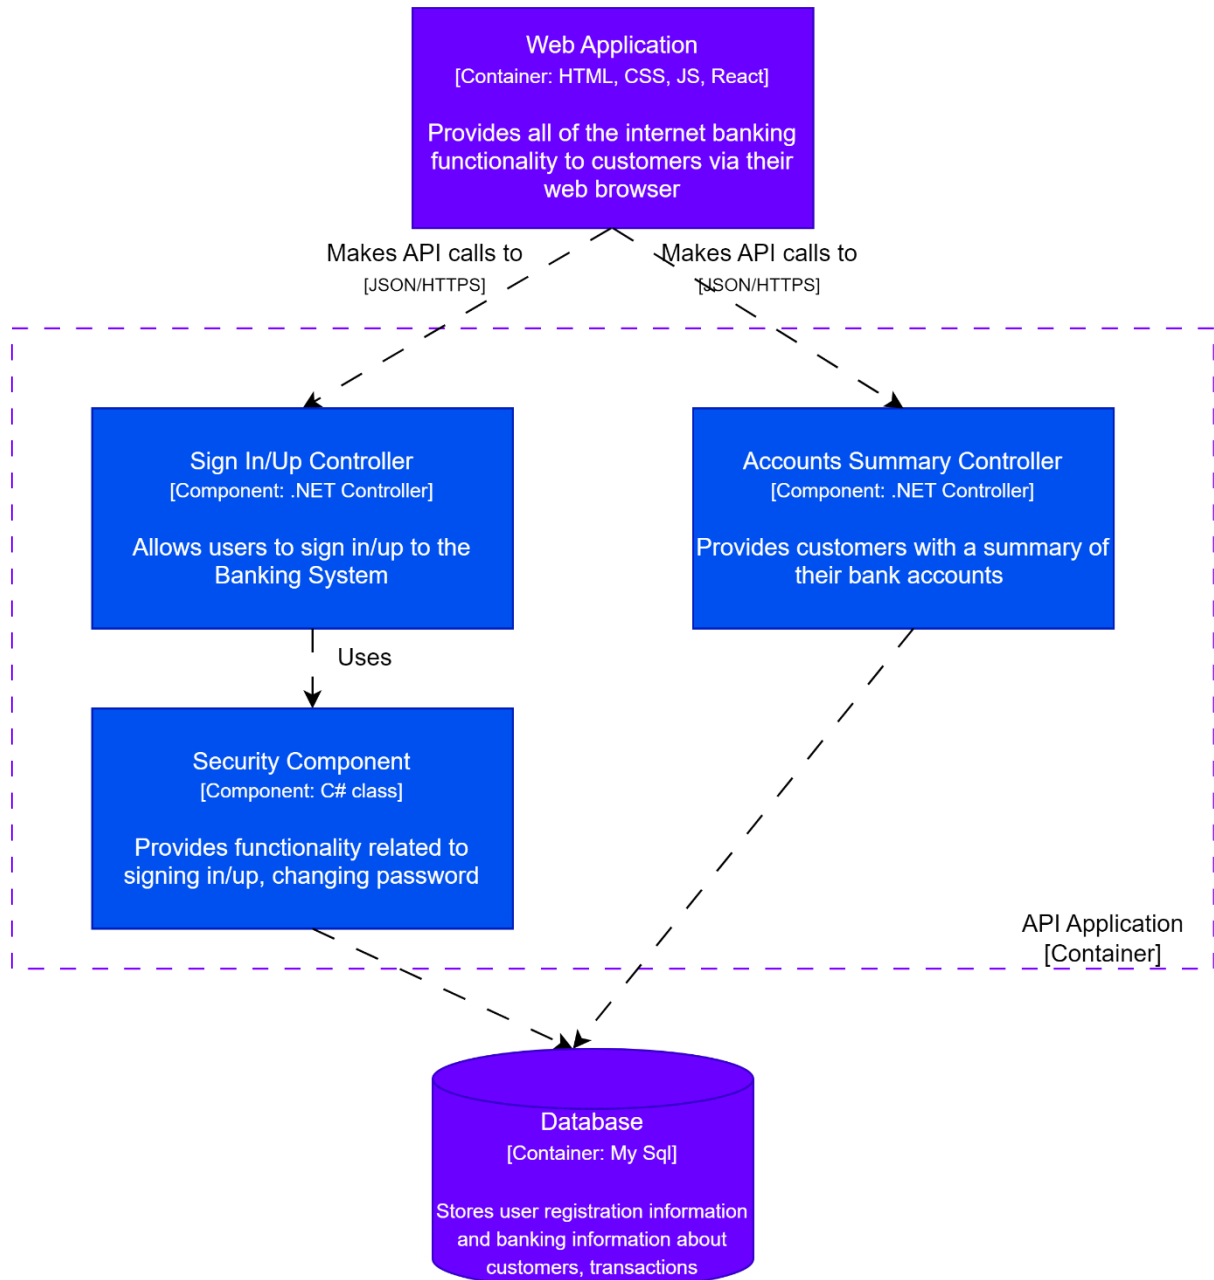 Web Application
[Container: HTML, CSS, JS, React]
Provides all of the internet banking
functionality to customers via their
web browser
Makes API calls to
[JSON/HTTPS]
Makes API calls to
[JSON/HTTPS]
Sign In/Up Controller
[Component: .NET Controller]
Allows users to sign in/up to the
Banking System
Accounts Summary Controller
[Component: .NET Controller]
Provides customers with a summary of
their bank accounts
Uses
Security Component
[Component: C# class]
Provides functionality related to
signing in/up, changing password
API Application
[Container]
Database
[Container: My Sql]
Stores user registration information
and banking information about
customers, transactions